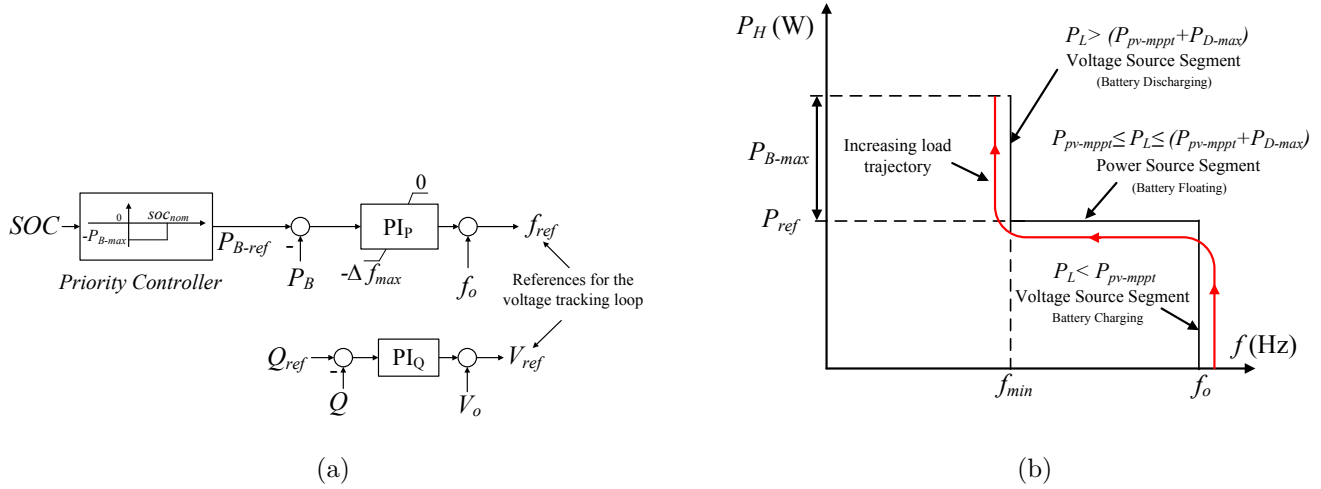 0
SOC
0
soc_nom
-P_B-max
P_B-ref
Priority Controller
-
P_B
PI_P
-Δ f_max
f_o
f_ref
References for the
voltage tracking loop
Q_ref
-
Q
PI_Q
V_o
V_ref
(a)
P_H (W)
P_L> (P_pv-mppt+P_D-max)
Voltage Source Segment
(Battery Discharging)
P_B-max
Increasing load
trajectory
P_pv-mppt≤ P_L≤ (P_pv-mppt+P_D-max)
Power Source Segment
(Battery Floating)
P_ref
P_L< P_pv-mppt
Voltage Source Segment
Battery Charging
f (Hz)
f_min
f_o
(b)